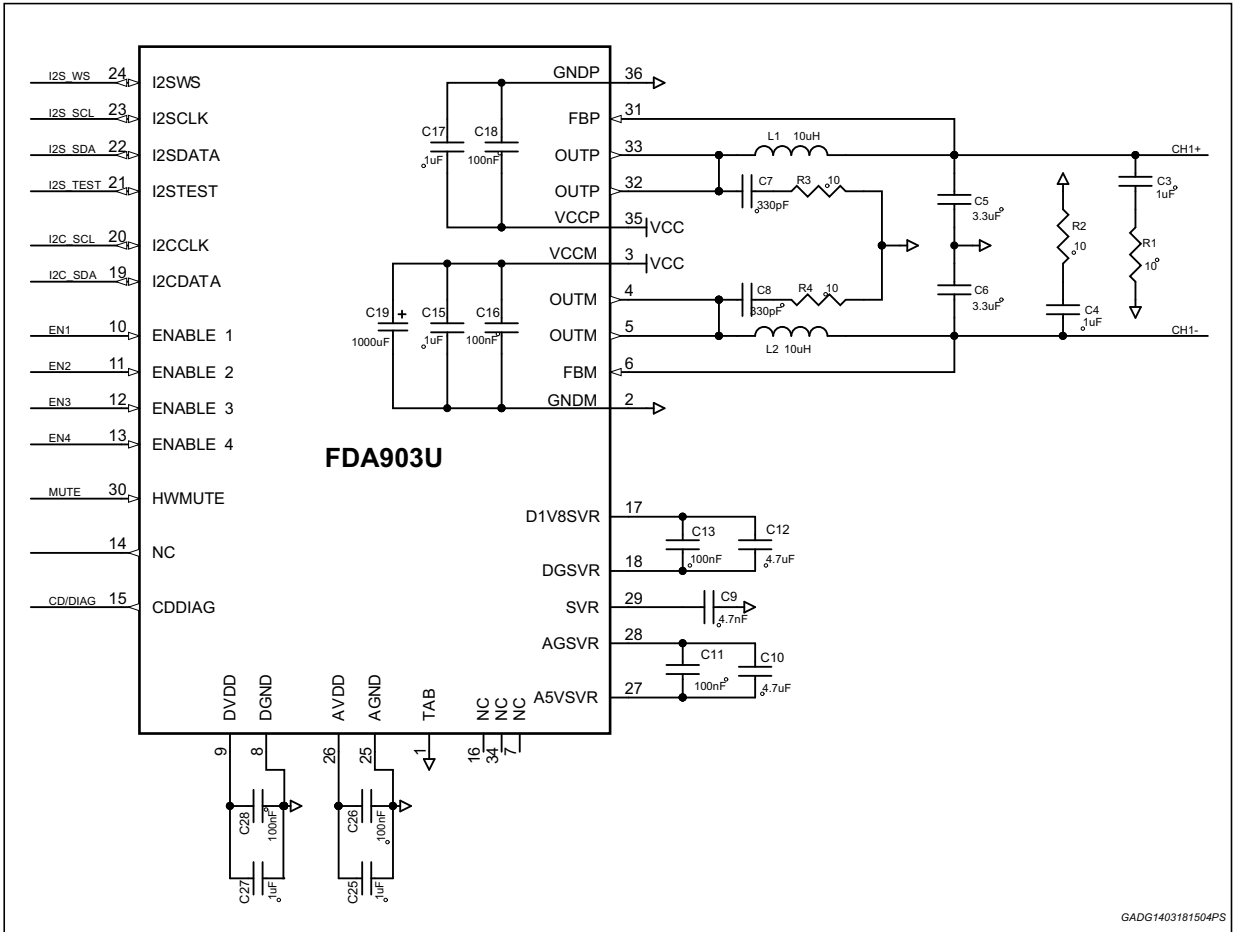 I2S_WS 24 I2SWS
I2S_SCL 23 I2SCLK
I2S_SDA 22 I2SDATA
I2S_TEST 21 I2STEST
I2C_SCL 20 I2CCLK
I2C_SDA 19 I2CDATA
EN1 10 ENABLE 1
EN2 11 ENABLE 2
EN3 12 ENABLE 3
EN4 13 ENABLE 4
MUTE 30 HWMUTE
14 NC
CD/DIAG 15 CDDIAG
FDA903U
GNDP 36
FBP 31
OUTP 33
OUTP 32
VCCP 35 VCC
VCCM 3 VCC
OUTM 4
OUTM 5
FBM 6
GNDM 2
D1V8SVR 17
DGSVR 18
SVR 29
AGSVR 28
A5VSVR 27
C17
1uF
C18
100nF
C19 +
1000uF
C15
1uF
C16
100nF
L1 10uH
C7
330pF
R3 10
C8
330pF
R4 10
L2 10uH
C5
3.3uF
C6
3.3uF
R2
10
C4
1uF
C3
1uF
R1
10
CH1+
CH1-
C13
100nF
C12
4.7uF
C9
4.7nF
C11
100nF
C10
4.7uF
DVDD 9
DGND 8
AVDD 26
AGND 25
TAB 1
NC 16
NC 34
NC 7
C28
100nF
C27
1uF
C26
100nF
C25
1uF
GADG1403181504PS